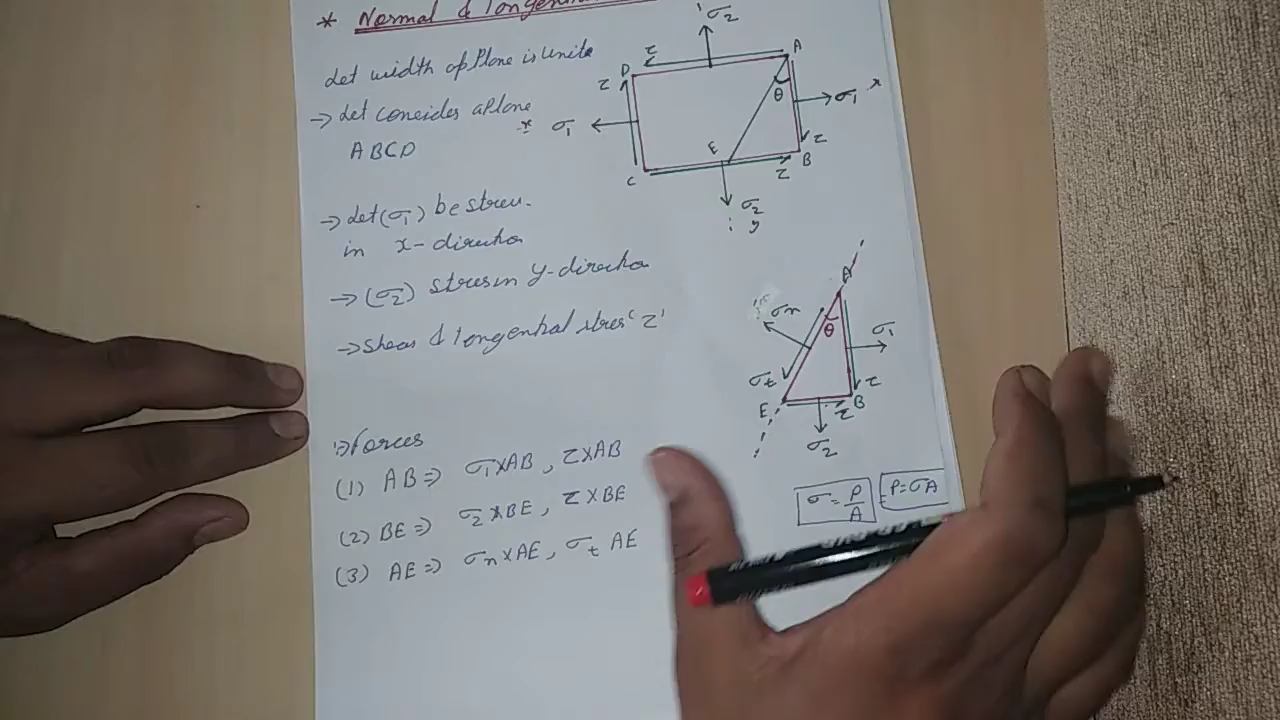 * Normal & Tangential
Let width of Plane is Unite
→ Let concider a Plane
ABCD
→ Let (σ1) be stress.
in x-direction
→ (σ2) stress in y-direction
→ Shear & tangential stress 'τ'
Forces
(1) AB ⇒ σ1×AB , τ×AB
(2) BE ⇒ σ2×BE , τ×BE
(3) AE ⇒ σn×AE , σt AE
σ2
τ
A
D
τ
θ
σ1 x
x σ1
τ
E
B
C
τ
σ2
y
A
σn
θ
σ1
σt
τ
E
τ B
σ2
σ = P/A
P = σA